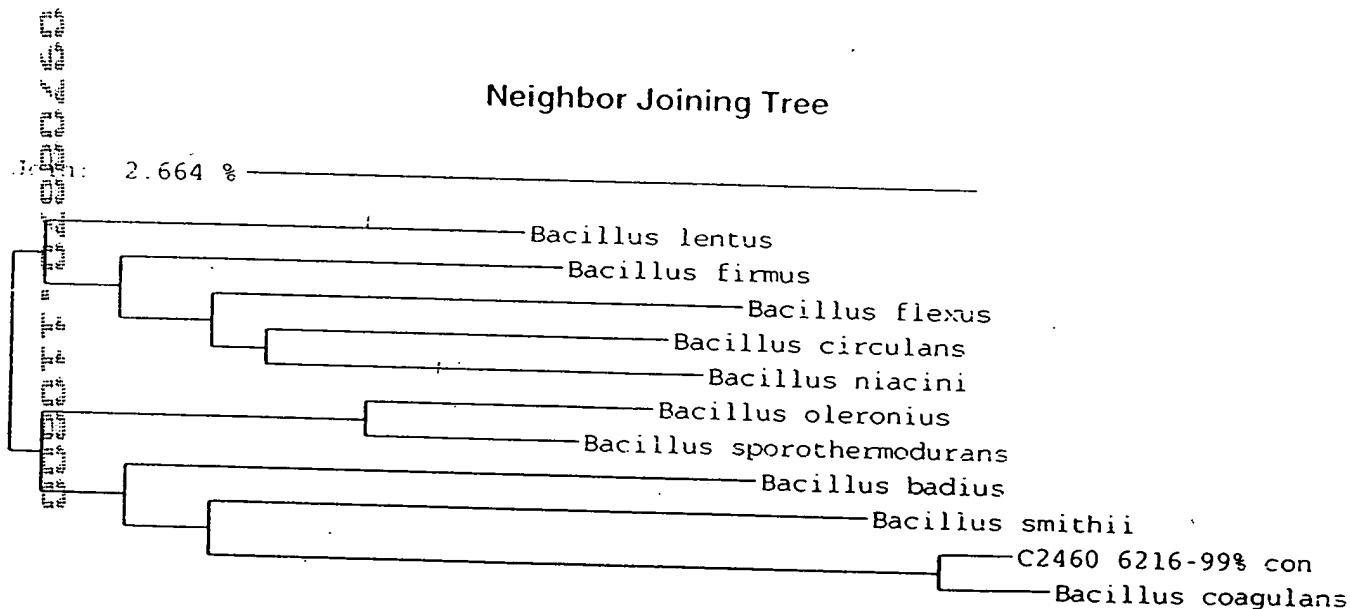 Neighbor Joining Tree
2.664 %
Bacillus lentus
Bacillus firmus
Bacillus flexus
Bacillus circulans
Bacillus niacini
Bacillus oleronius
Bacillus sporothermodurans
Bacillus badius
Bacillus smithii
C2460 6216-99% con
Bacillus coagulans